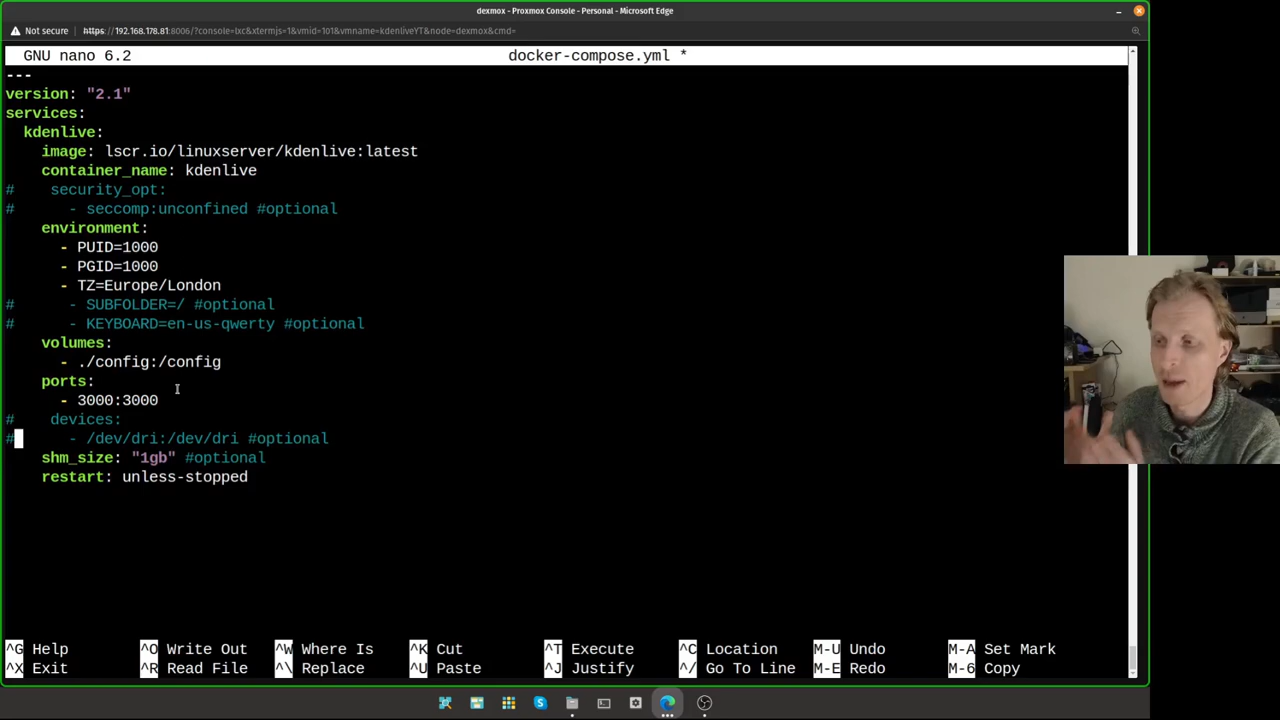 dexmox - Proxmox Console - Personal - Microsoft Edge
Not secure https://192.168.178.81:8006/?console=lxc&xtermjs=1&vmid=101&vmname=kdenliveYT&node=dexmox&cmd=
GNU nano 6.2 docker-compose.yml *
---
version: "2.1"
services:
  kdenlive:
    image: lscr.io/linuxserver/kdenlive:latest
    container_name: kdenlive
#    security_opt:
#      - seccomp:unconfined #optional
    environment:
      - PUID=1000
      - PGID=1000
      - TZ=Europe/London
#      - SUBFOLDER=/ #optional
#      - KEYBOARD=en-us-qwerty #optional
    volumes:
      - ./config:/config
    ports:
      - 3000:3000
#    devices:
#      - /dev/dri:/dev/dri #optional
    shm_size: "1gb" #optional
    restart: unless-stopped
^G Help ^O Write Out ^W Where Is ^K Cut ^T Execute ^C Location M-U Undo M-A Set Mark
^X Exit ^R Read File ^\ Replace ^U Paste ^J Justify ^/ Go To Line M-E Redo M-6 Copy